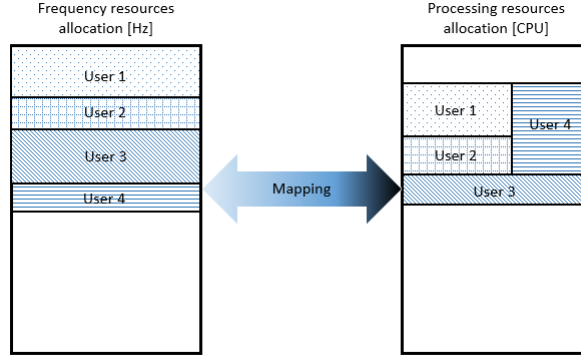 Frequency resources
allocation [Hz]
User 1
User 2
User 3
User 4
Mapping
Processing resources
allocation [CPU]
User 1
User 4
User 2
User 3